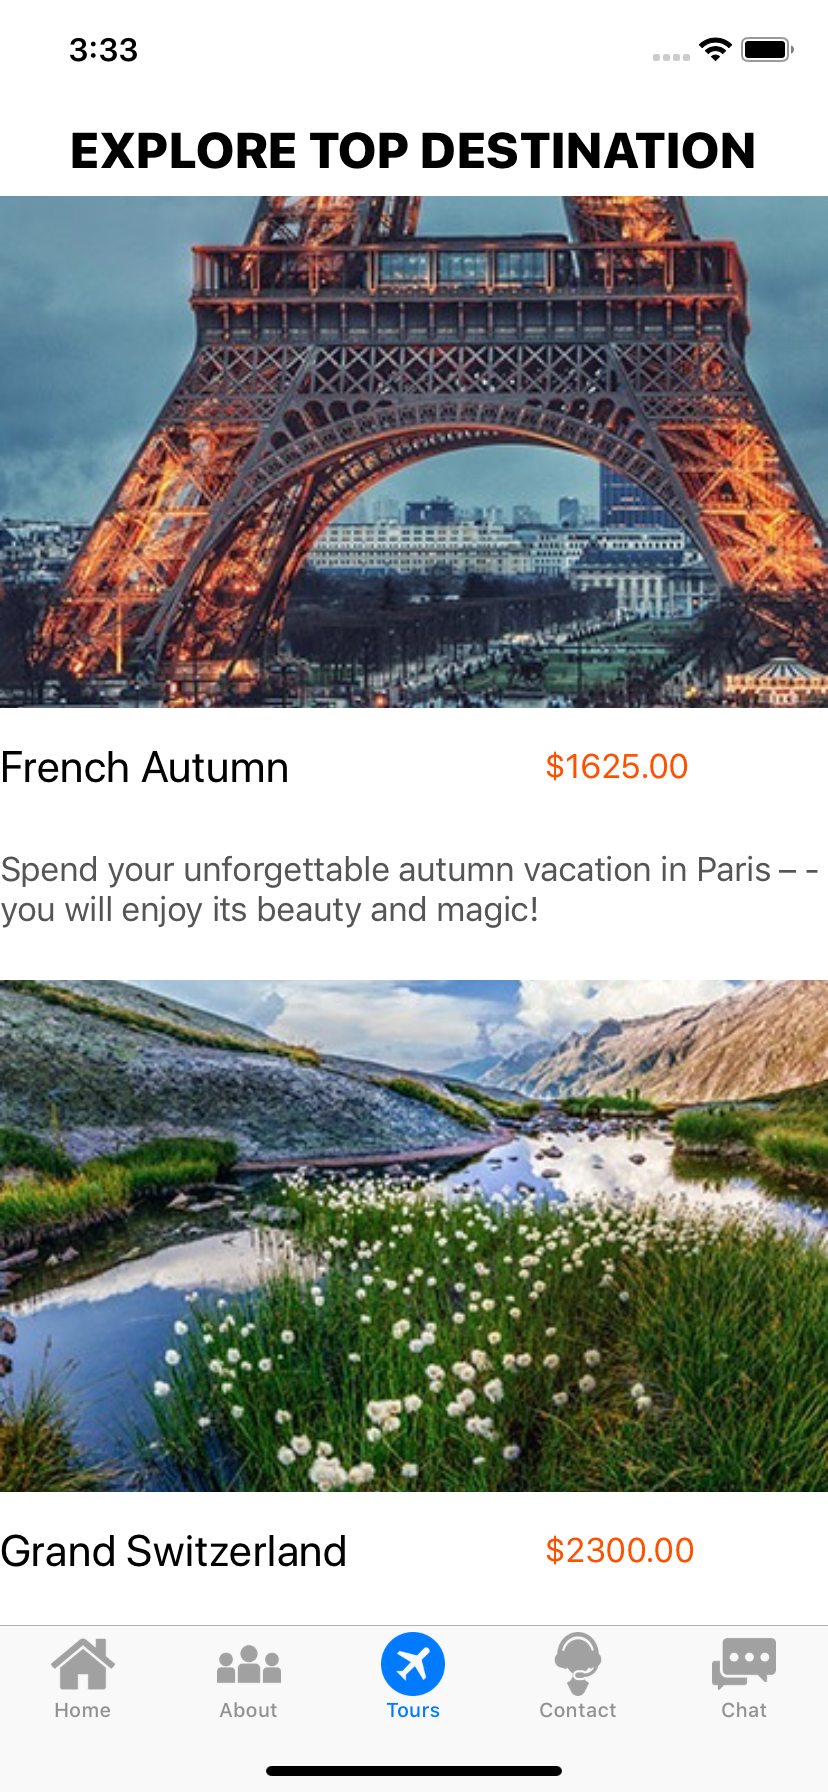 3:33
EXPLORE TOP DESTINATION
French Autumn $1625.00
Spend your unforgettable autumn vacation in Paris – -
you will enjoy its beauty and magic!
Grand Switzerland $2300.00
Home About Tours Contact Chat